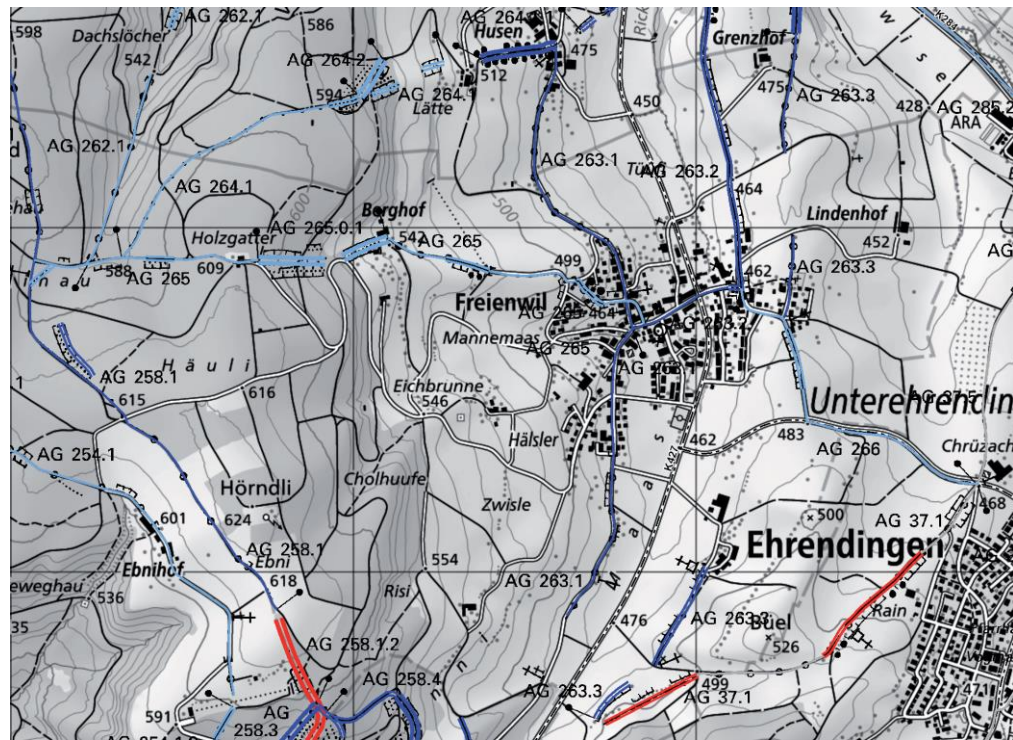 598
AG 262.1
586
AG 264.
Husen
475
Grenzhof
K284
w i s e
Dachslöcher
542
AG 264.2
594
512
AG 264.1
Lätte
450
475
AG 263.3
428
AG 285.2
ARA
AG 262.1
AG 263.1
AG 263.2
AG 264.1
600
500
464
Lindenhof
452
AG 265.0.1
Berghof
542
AG 265
Holzgatter
588
609
AG 265
499
462
AG 263.3
Freienwil
464
Mannemaas
AG 265
AG 258.1
Häuli
615
616
Eichbrunne
546
Hälsler
462
K427
483
Unterehrendin
AG 266
Chrüzach
468
AG 254.1
Hörndli
Cholhuufe
601
624
Zwisle
500
AG 37.1
Ehrendingen
Ebnihof
AG 258.1
Ebni
618
554
AG 263.1
Risi
eweghau
536
35
476
Büel
526
Rain
AG 258.1.2
AG 258.4
AG 263.3
499
AG 37.1
471
591
AG
258.3